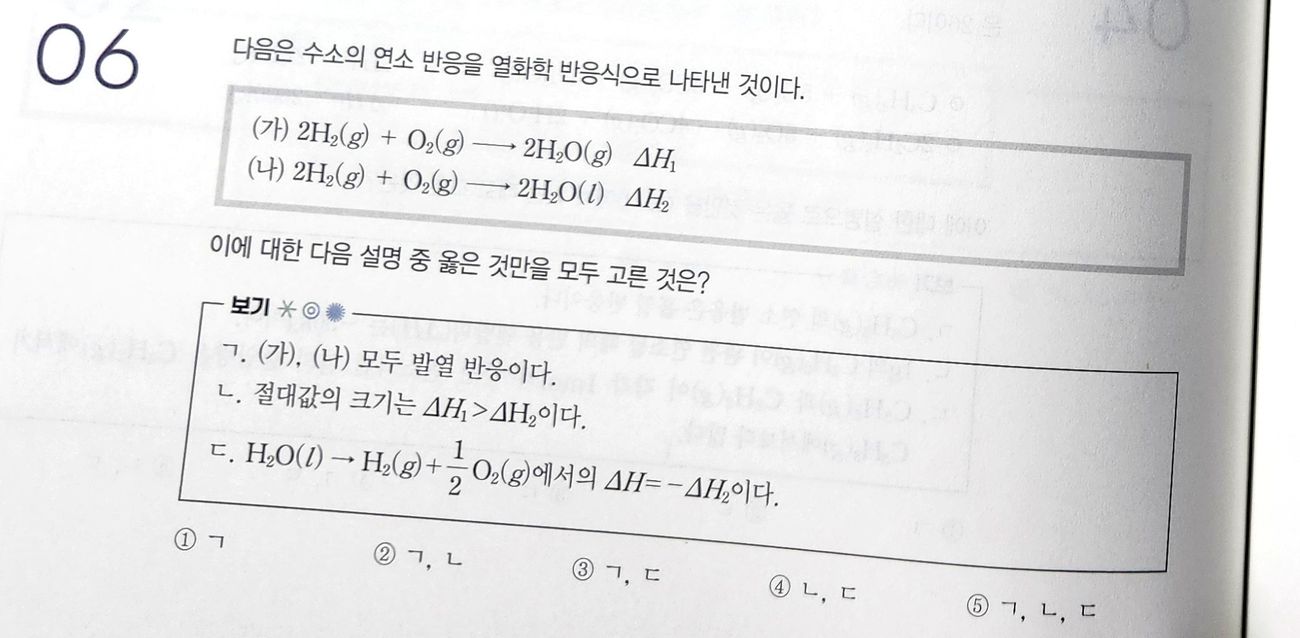 06
다음은 수소의 연소 반응을 열화학 반응식으로 나타낸 것이다.
(가) 2H₂(g) + O₂(g) ⟶ 2H₂O(g) ΔH₁
(나) 2H₂(g) + O₂(g) → 2H₂O(l) ΔH₂
이에 대한 다음 설명 중 옳은 것만을 모두 고른 것은?
보기
ㄱ. (가), (나) 모두 발열 반응이다.
ㄴ. 절대값의 크기는 ΔH₁>ΔH₂이다.
ㄷ. H₂O(l) → H₂(g)+1/2 O₂(g)에서의 ΔH=-ΔH₂이다.
① ㄱ ② ㄱ, ㄴ ③ ㄱ, ㄷ ④ ㄴ, ㄷ ⑤ ㄱ, ㄴ, ㄷ